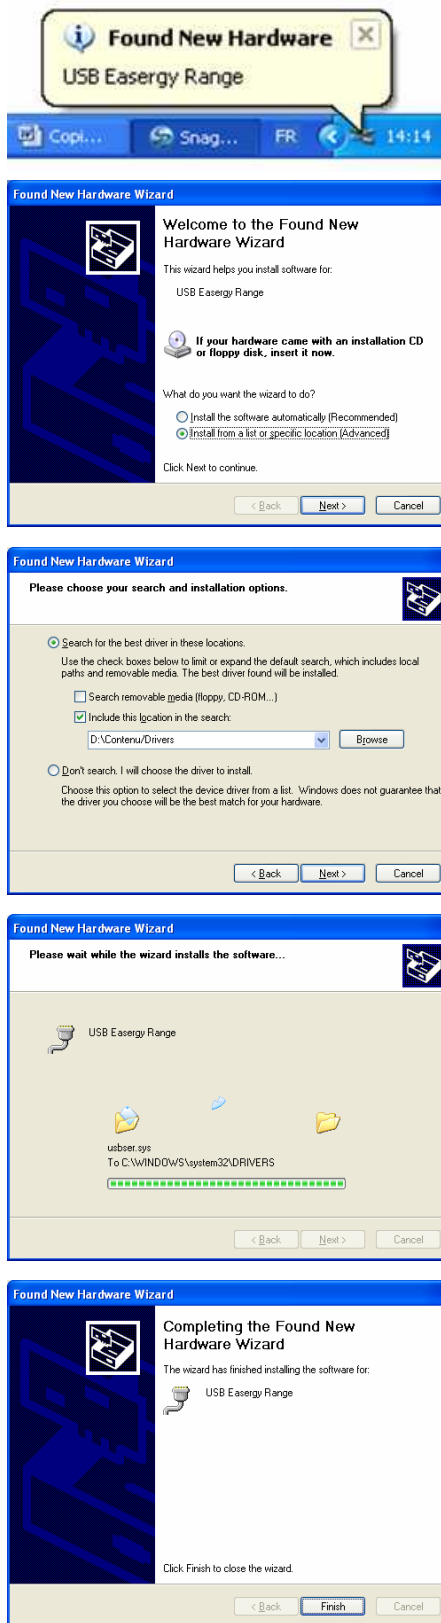 Found New Hardware
USB Easergy Range
Copi... Snag... FR 14:14
Found New Hardware Wizard
Welcome to the Found New
Hardware Wizard
This wizard helps you install software for:
USB Easergy Range
If your hardware came with an installation CD
or floppy disk, insert it now.
What do you want the wizard to do?
Install the software automatically (Recommended)
Install from a list or specific location (Advanced)
Click Next to continue.
< Back Next > Cancel
Found New Hardware Wizard
Please choose your search and installation options.
Search for the best driver in these locations.
Use the check boxes below to limit or expand the default search, which includes local
paths and removable media. The best driver found will be installed.
Search removable media (floppy, CD-ROM...)
Include this location in the search:
D:\Contenu/Drivers Browse
Don't search. I will choose the driver to install.
Choose this option to select the device driver from a list. Windows does not guarantee that
the driver you choose will be the best match for your hardware.
< Back Next > Cancel
Found New Hardware Wizard
Please wait while the wizard installs the software...
USB Easergy Range
usbser.sys
To C:\WINDOWS\system32\DRIVERS
< Back Next > Cancel
Found New Hardware Wizard
Completing the Found New
Hardware Wizard
The wizard has finished installing the software for:
USB Easergy Range
Click Finish to close the wizard.
< Back Finish Cancel